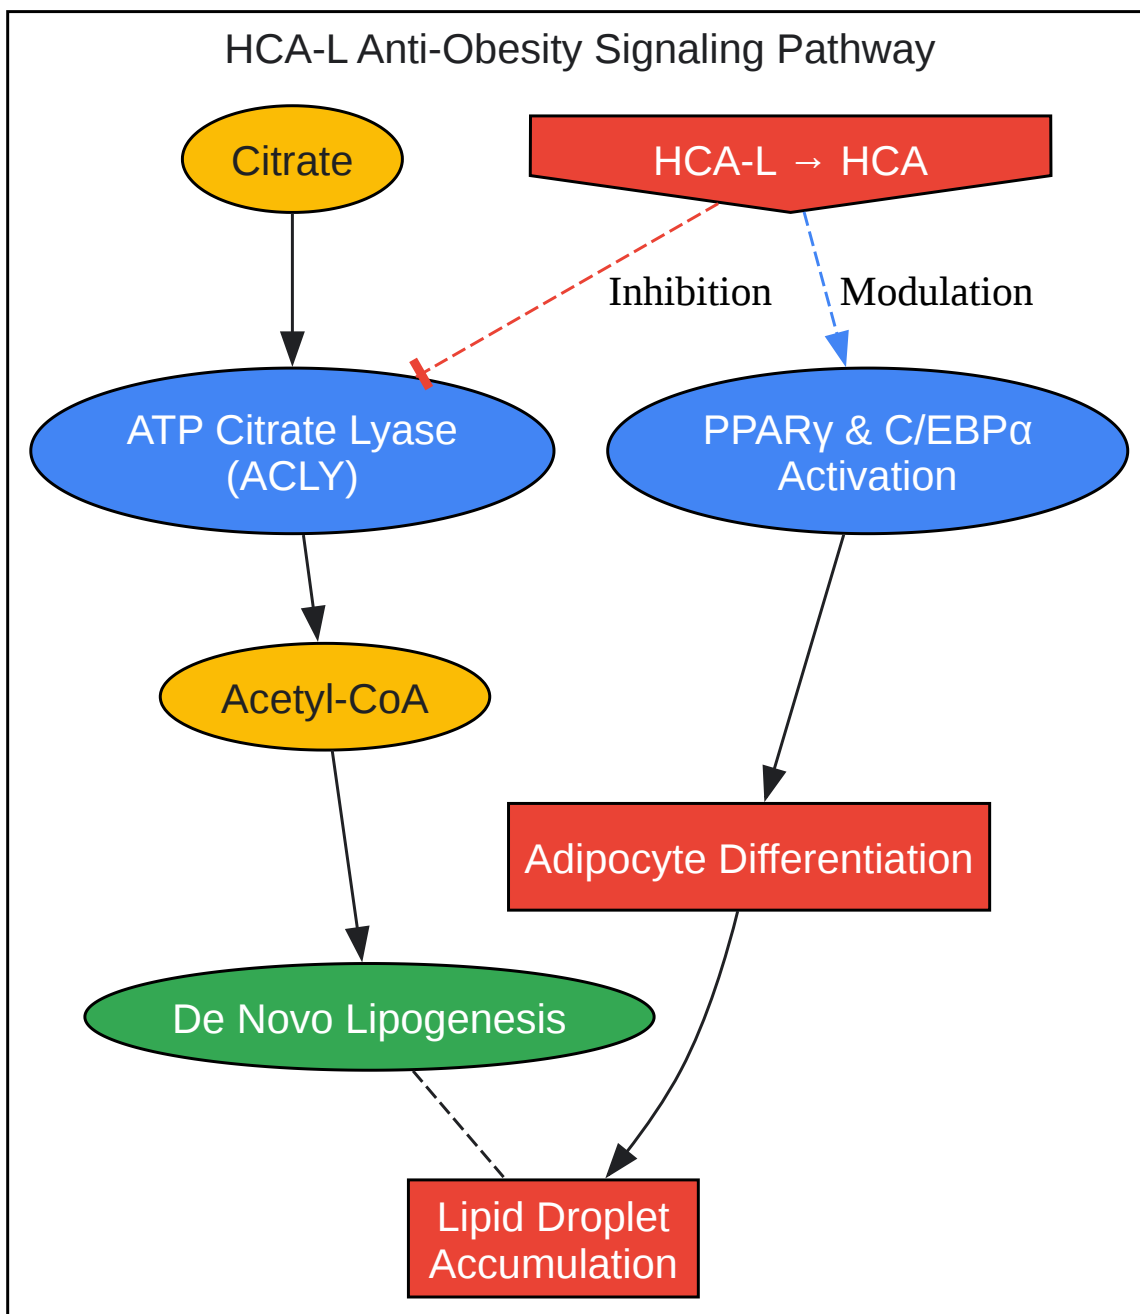 HCA-L Anti-Obesity Signaling Pathway
Citrate
HCA-L → HCA
Inhibition
Modulation
ATP Citrate Lyase
(ACLY)
PPARγ & C/EBPα
Activation
Acetyl-CoA
Adipocyte Differentiation
De Novo Lipogenesis
Lipid Droplet
Accumulation